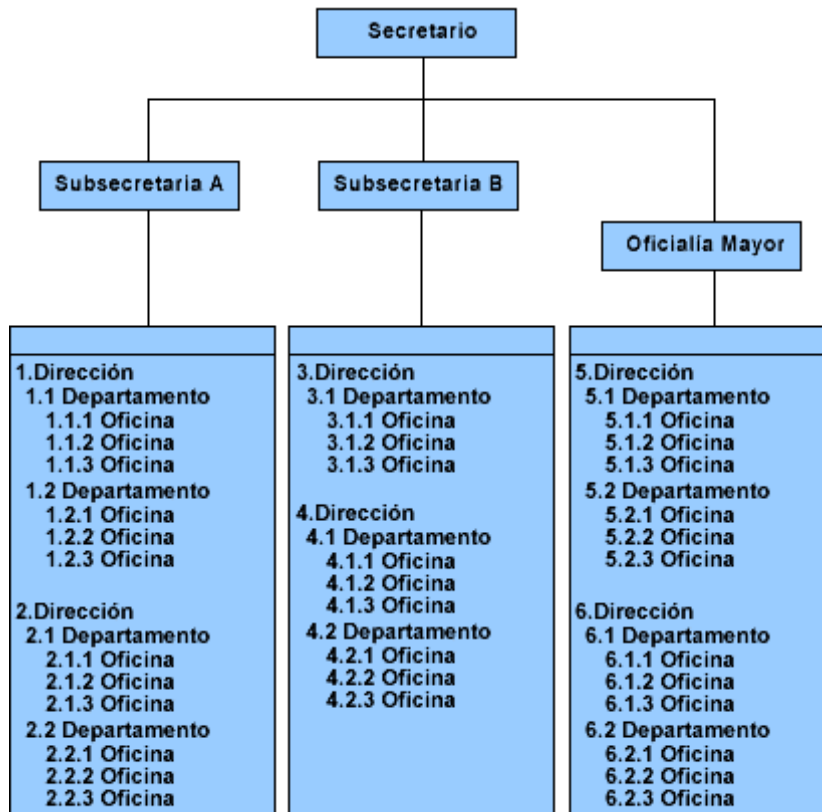 Secretario
Subsecretaria A
Subsecretaria B
Oficialía Mayor
1.Dirección
1.1 Departamento
1.1.1 Oficina
1.1.2 Oficina
1.1.3 Oficina
1.2 Departamento
1.2.1 Oficina
1.2.2 Oficina
1.2.3 Oficina
2.Dirección
2.1 Departamento
2.1.1 Oficina
2.1.2 Oficina
2.1.3 Oficina
2.2 Departamento
2.2.1 Oficina
2.2.2 Oficina
2.2.3 Oficina
3.Dirección
3.1 Departamento
3.1.1 Oficina
3.1.2 Oficina
3.1.3 Oficina
4.Dirección
4.1 Departamento
4.1.1 Oficina
4.1.2 Oficina
4.1.3 Oficina
4.2 Departamento
4.2.1 Oficina
4.2.2 Oficina
4.2.3 Oficina
5.Dirección
5.1 Departamento
5.1.1 Oficina
5.1.2 Oficina
5.1.3 Oficina
5.2 Departamento
5.2.1 Oficina
5.2.2 Oficina
5.2.3 Oficina
6.Dirección
6.1 Departamento
6.1.1 Oficina
6.1.2 Oficina
6.1.3 Oficina
6.2 Departamento
6.2.1 Oficina
6.2.2 Oficina
6.2.3 Oficina